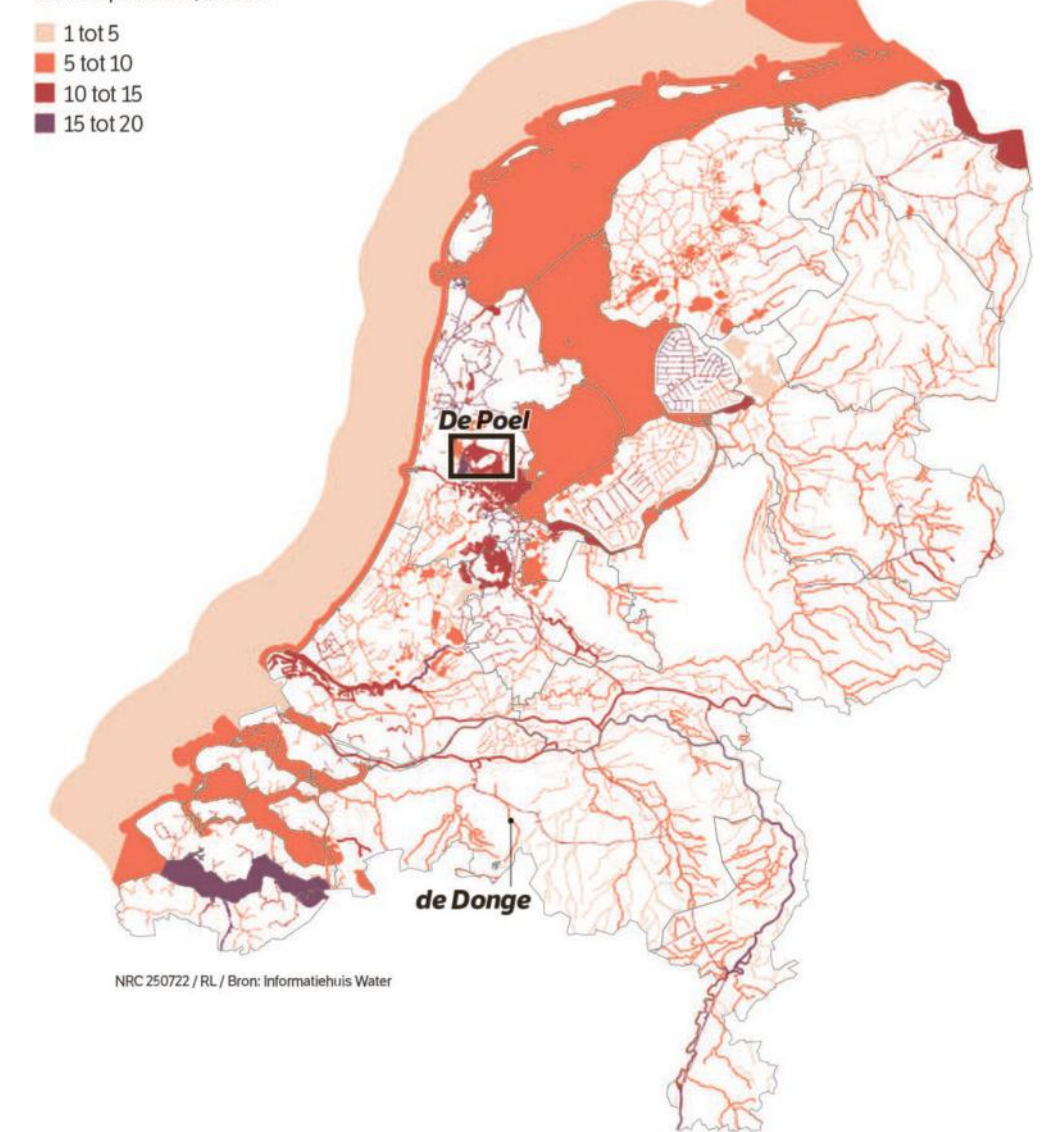 1 tot 5
5 tot 10
10 tot 15
15 tot 20
De Poel
de Donge
NRC 250722 / RL / Bron: Informatiehuis Water